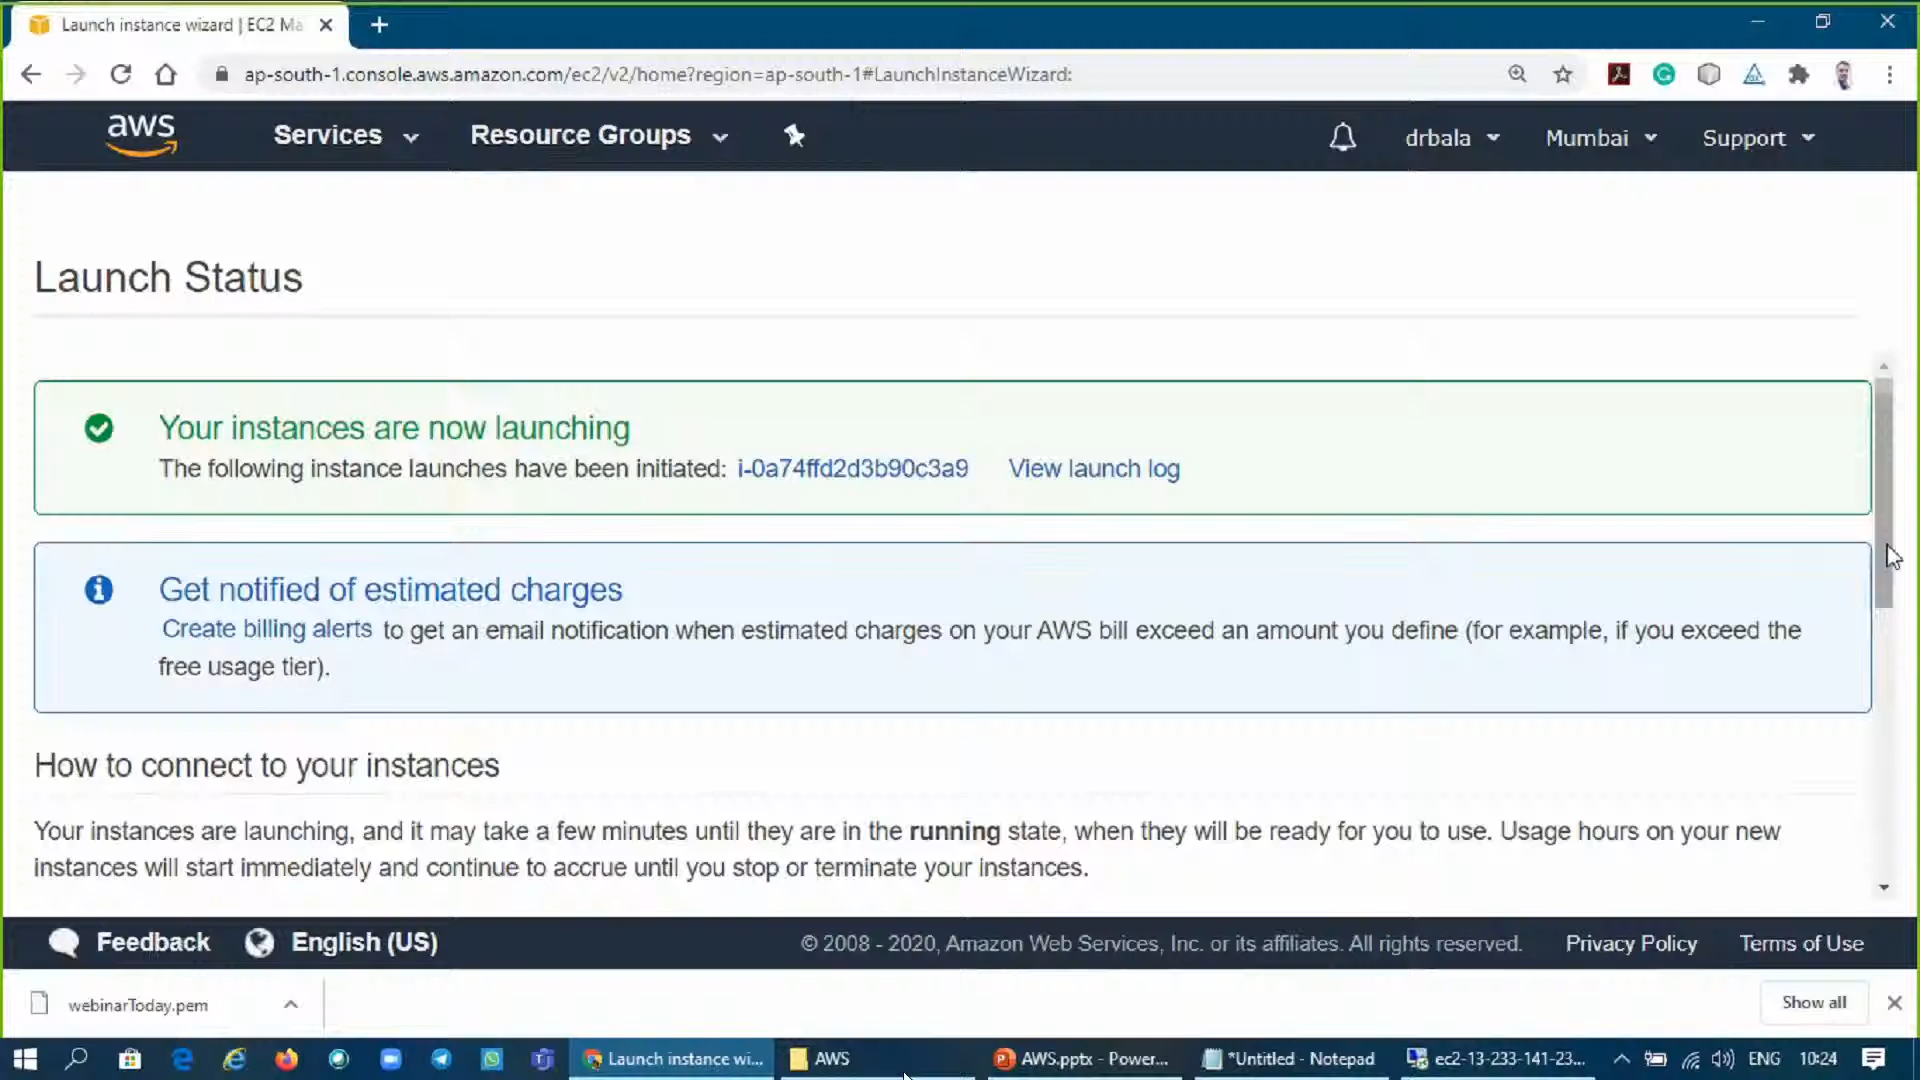 Launch instance wizard | EC2 Ma
ap-south-1.console.aws.amazon.com/ec2/v2/home?region=ap-south-1#LaunchInstanceWizard:
aws Services Resource Groups drbala Mumbai Support
Launch Status
Your instances are now launching
The following instance launches have been initiated: i-0a74ffd2d3b90c3a9 View launch log
Get notified of estimated charges
Create billing alerts to get an email notification when estimated charges on your AWS bill exceed an amount you define (for example, if you exceed the
free usage tier).
How to connect to your instances
Your instances are launching, and it may take a few minutes until they are in the running state, when they will be ready for you to use. Usage hours on your new
instances will start immediately and continue to accrue until you stop or terminate your instances.
Feedback English (US) © 2008 - 2020, Amazon Web Services, Inc. or its affiliates. All rights reserved. Privacy Policy Terms of Use
webinarToday.pem Show all
Launch instance wi... AWS AWS.pptx - Power... *Untitled - Notepad ec2-13-233-141-23... ENG 10:24